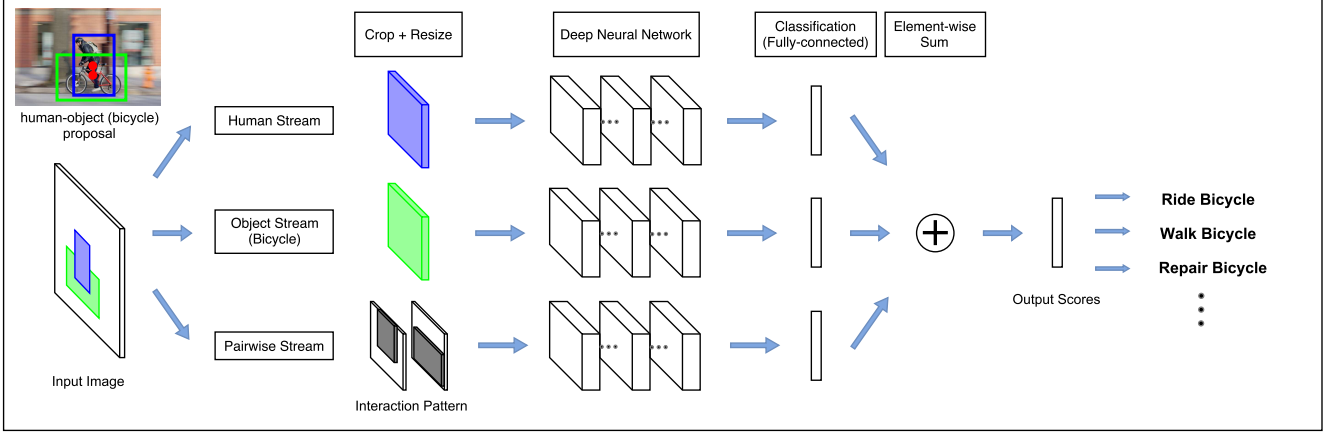 Crop + Resize
Deep Neural Network
Classification
(Fully-connected)
Element-wise
Sum
human-object (bicycle)
proposal
Human Stream
Object Stream
(Bicycle)
Pairwise Stream
Input Image
Interaction Pattern
Output Scores
Ride Bicycle
Walk Bicycle
Repair Bicycle